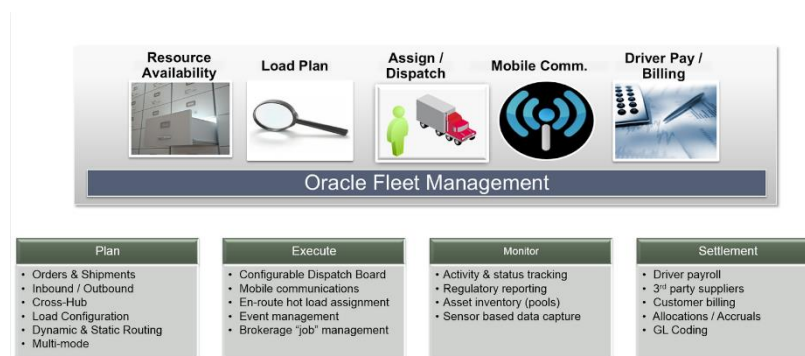 Resource
Availability
Load Plan
Assign /
Dispatch
Mobile Comm.
Driver Pay /
Billing
Oracle Fleet Management
Plan
• Orders & Shipments
• Inbound / Outbound
• Cross-Hub
• Load Configuration
• Dynamic & Static Routing
• Multi-mode
Execute
• Configurable Dispatch Board
• Mobile communications
• En-route hot load assignment
• Event management
• Brokerage “job” management
Monitor
• Activity & status tracking
• Regulatory reporting
• Asset inventory (pools)
• Sensor based data capture
Settlement
• Driver payroll
• 3rd party suppliers
• Customer billing
• Allocations / Accruals
• GL Coding